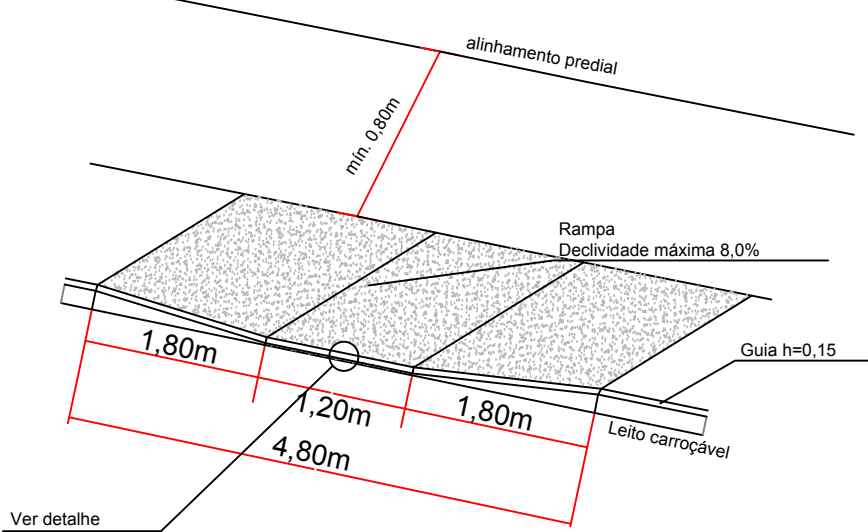 alinhamento predial
mín. 0,80m
Rampa
Declividade máxima 8,0%
1,80m
Guia h=0,15
1,20m
1,80m
Leito carroçável
4,80m
Ver detalhe